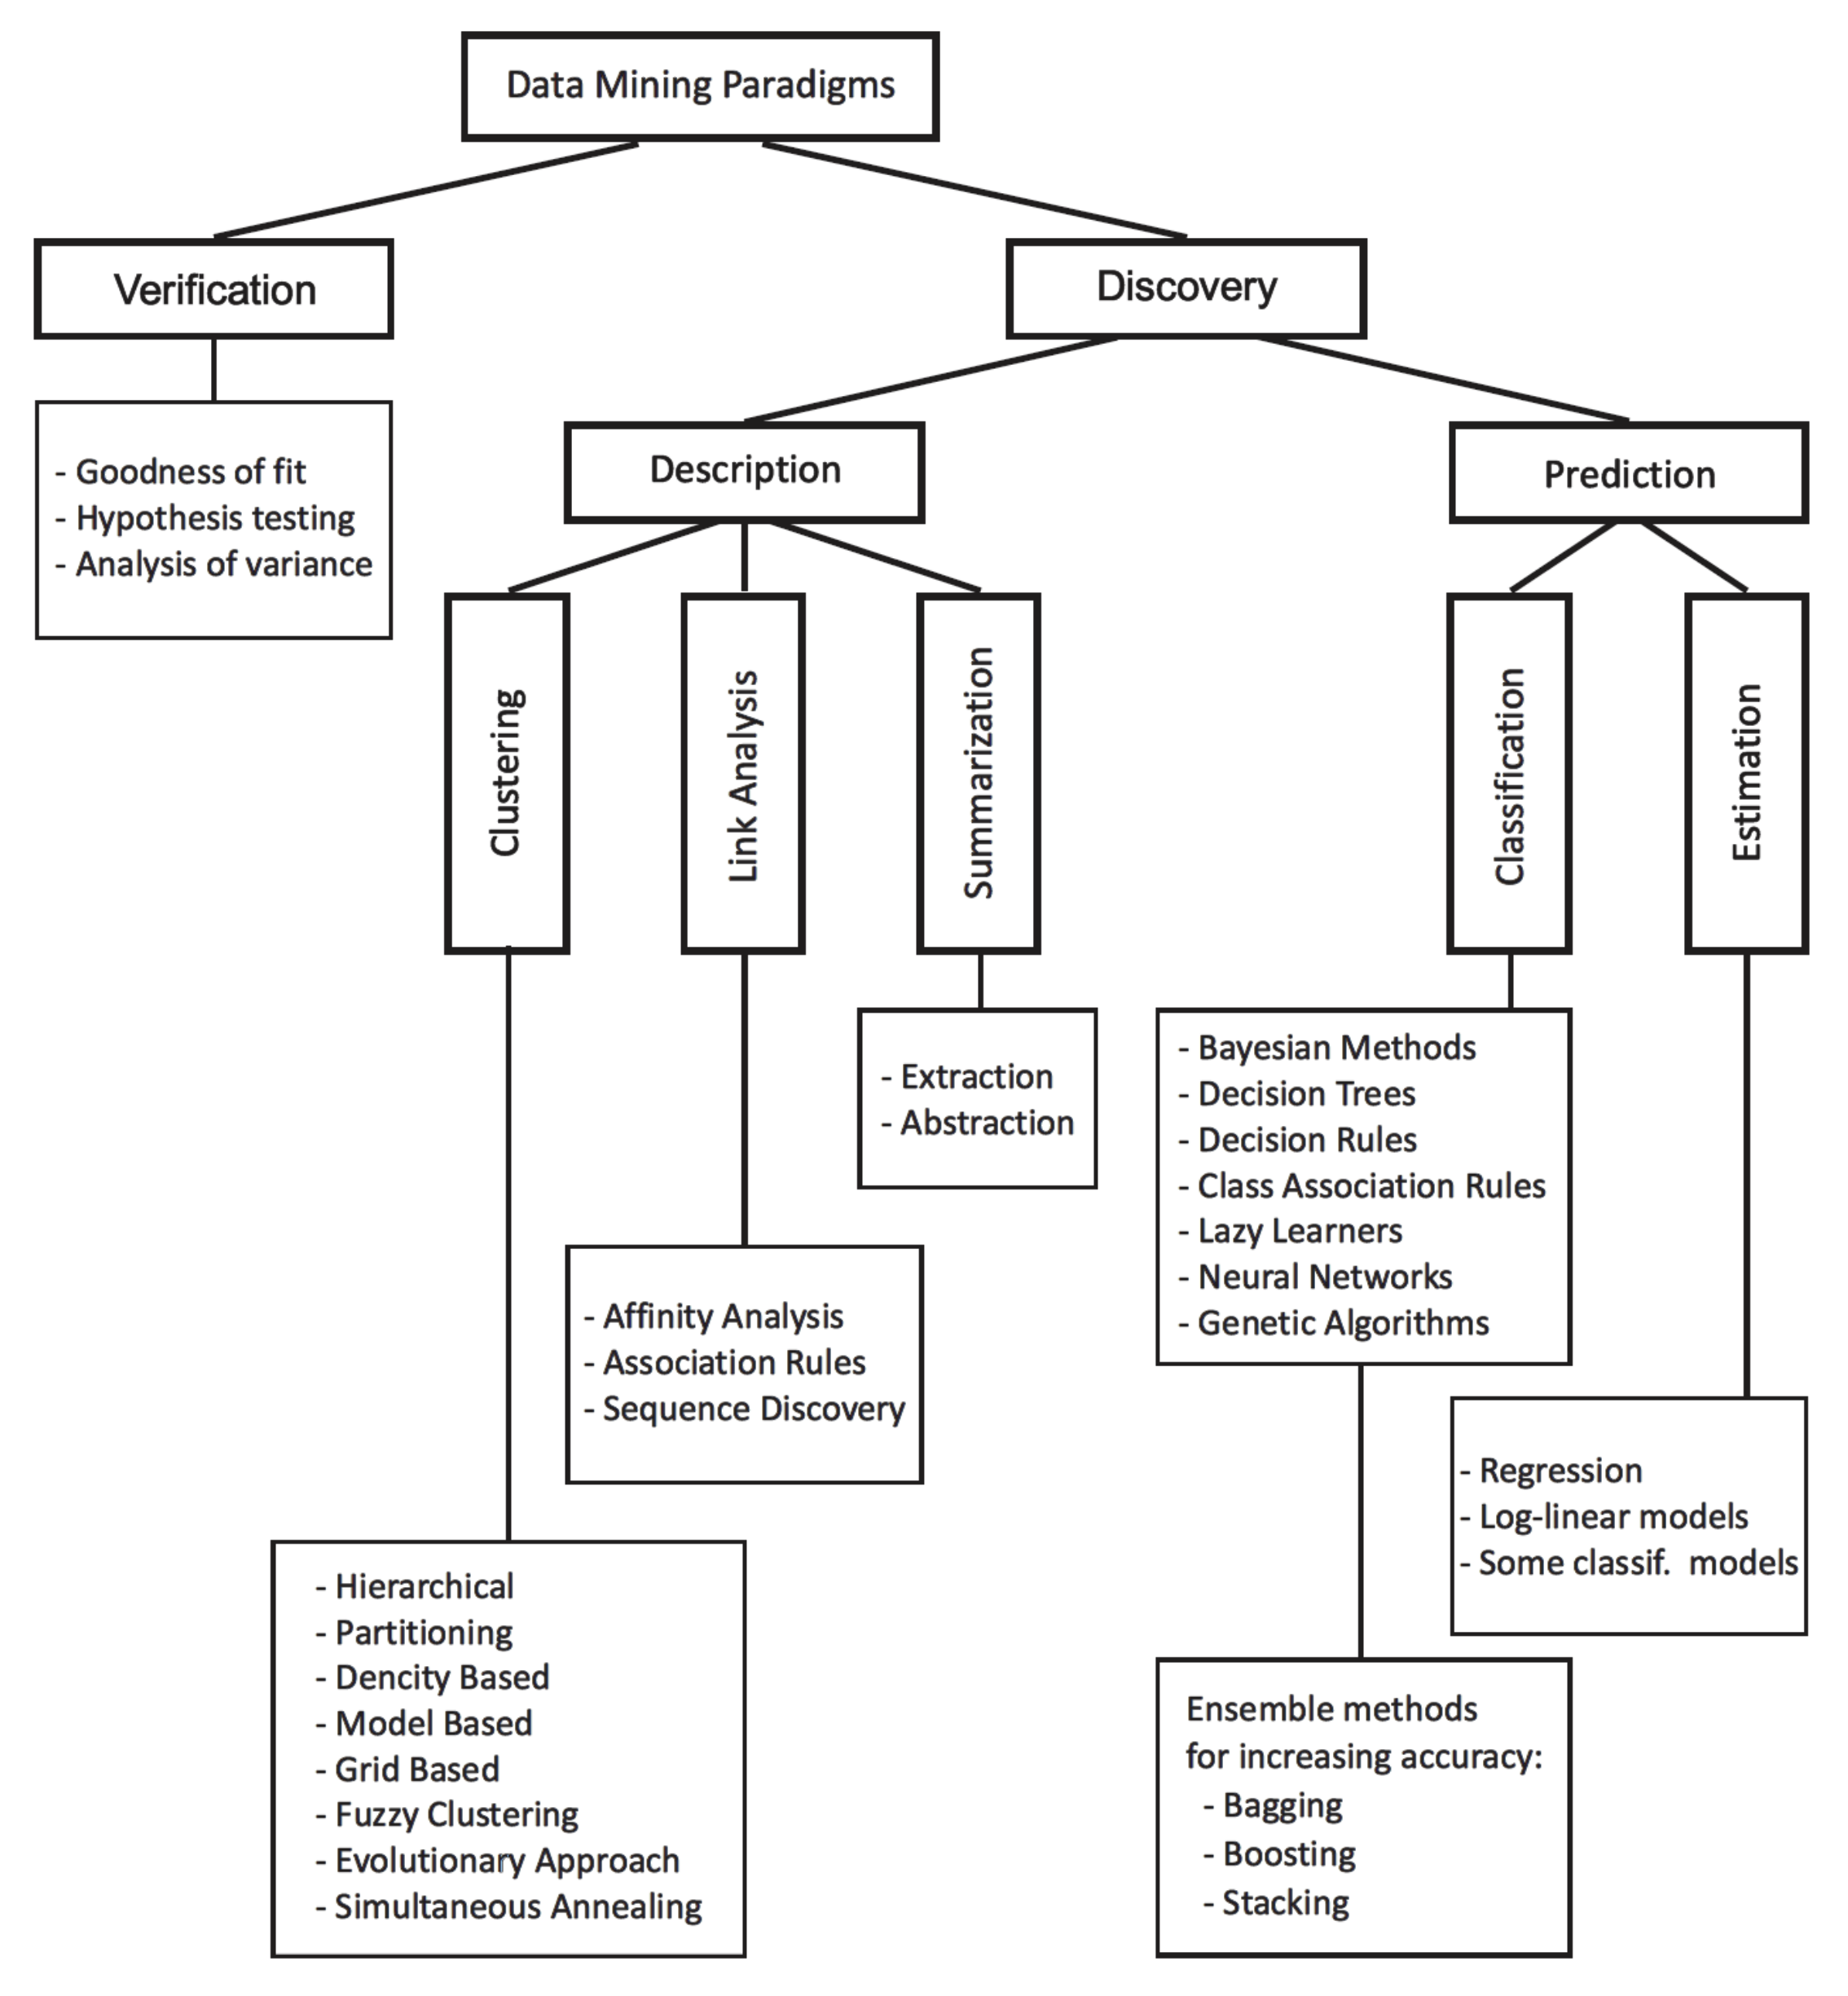 Data Mining Paradigms
Verification
Discovery
- Goodness of fit
- Hypothesis testing
- Analysis of variance
Description
Prediction
Clustering
Link Analysis
Summarization
Classification
Estimation
- Extraction
- Abstraction
- Bayesian Methods
- Decision Trees
- Decision Rules
- Class Association Rules
- Lazy Learners
- Neural Networks
- Genetic Algorithms
- Affinity Analysis
- Association Rules
- Sequence Discovery
- Regression
- Log-linear models
- Some classif. models
- Hierarchical
- Partitioning
- Dencity Based
- Model Based
- Grid Based
- Fuzzy Clustering
- Evolutionary Approach
- Simultaneous Annealing
Ensemble methods
for increasing accuracy:
- Bagging
- Boosting
- Stacking